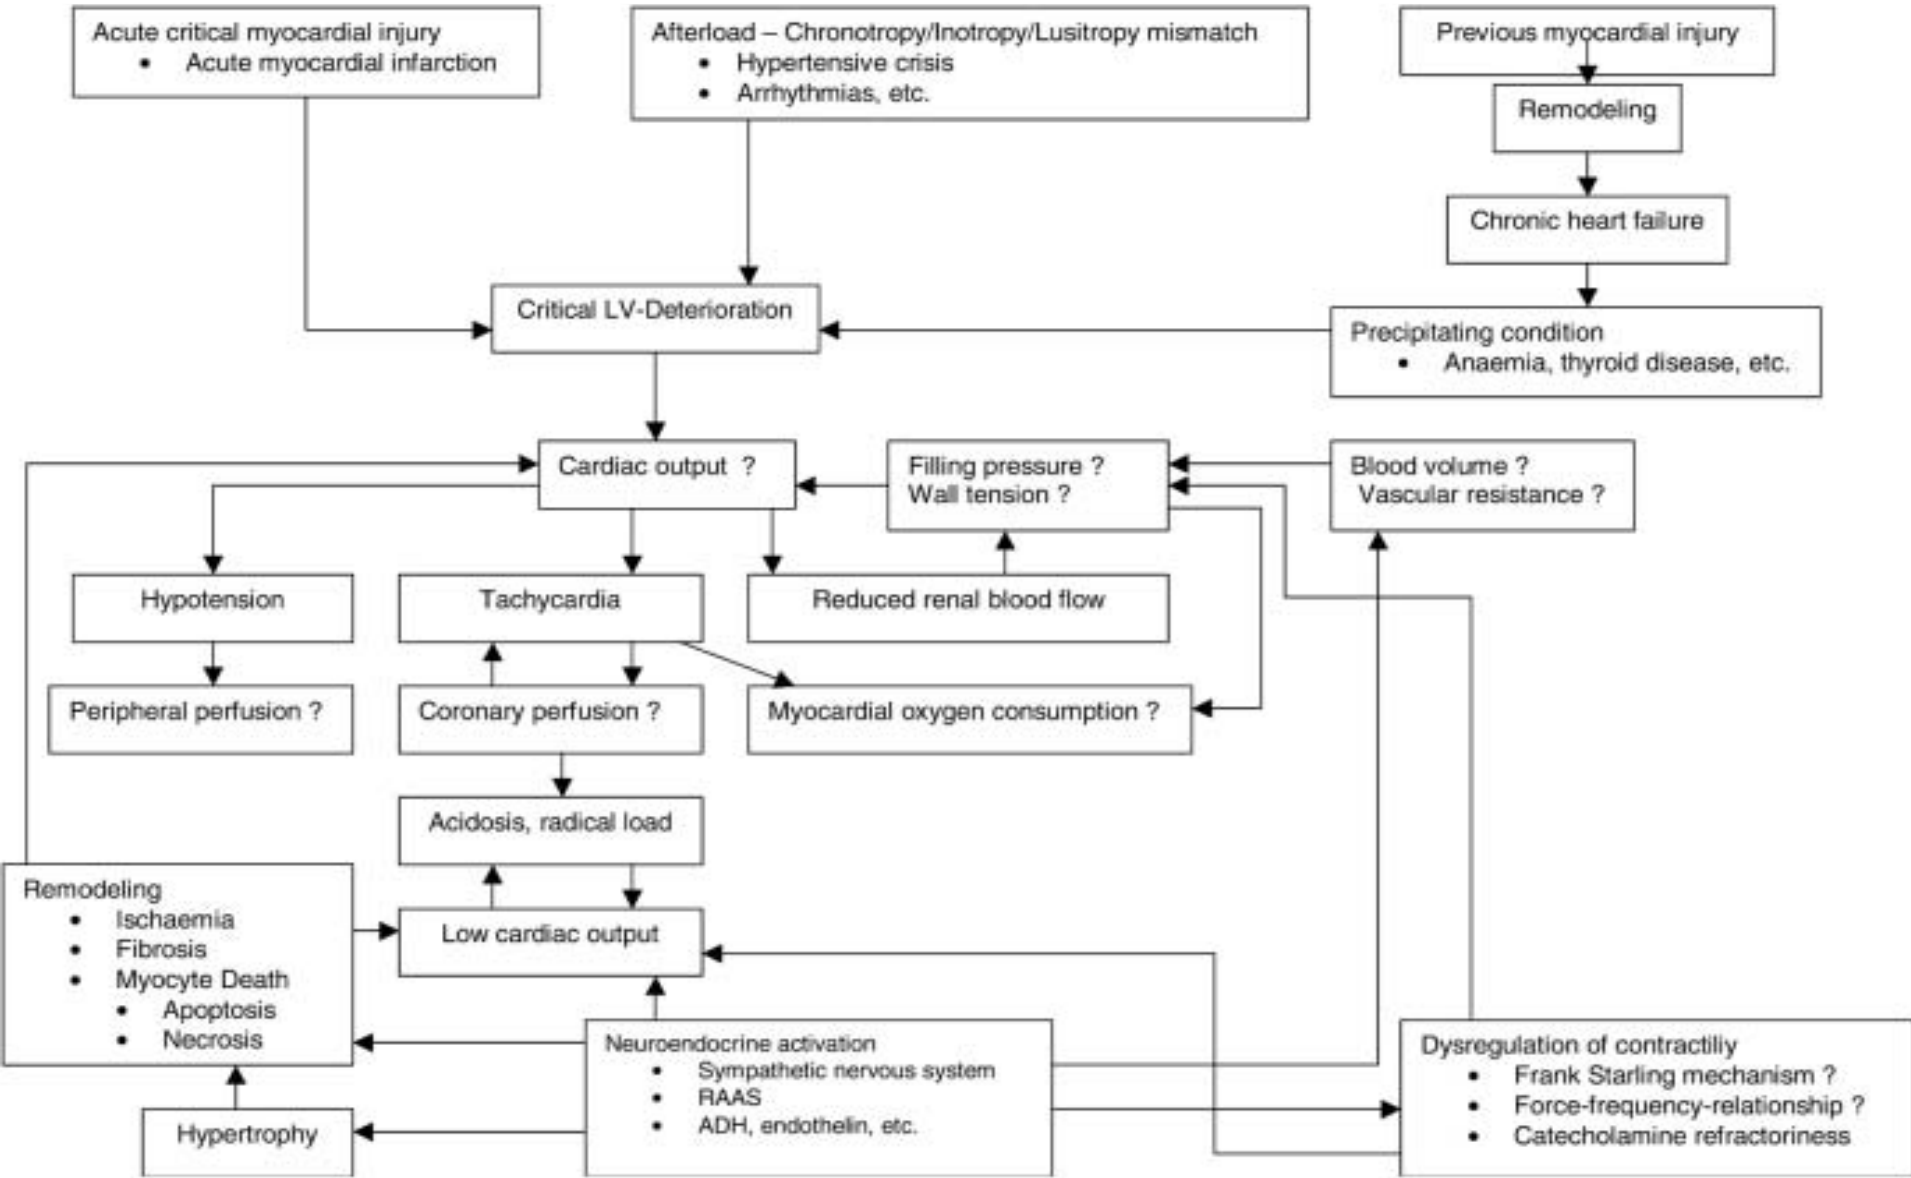 Acute critical myocardial injury
• Acute myocardial infarction
Afterload – Chronotropy/Inotropy/Lusitropy mismatch
• Hypertensive crisis
• Arrhythmias, etc.
Previous myocardial injury
Remodeling
Chronic heart failure
Critical LV-Deterioration
Precipitating condition
• Anaemia, thyroid disease, etc.
Cardiac output ?
Filling pressure ?
Wall tension ?
Blood volume ?
Vascular resistance ?
Hypotension
Tachycardia
Reduced renal blood flow
Peripheral perfusion ?
Coronary perfusion ?
Myocardial oxygen consumption ?
Acidosis, radical load
Remodeling
• Ischaemia
• Fibrosis
• Myocyte Death
• Apoptosis
• Necrosis
Low cardiac output
Neuroendocrine activation
• Sympathetic nervous system
• RAAS
• ADH, endothelin, etc.
Dysregulation of contractiliy
• Frank Starling mechanism ?
• Force-frequency-relationship ?
• Catecholamine refractoriness
Hypertrophy